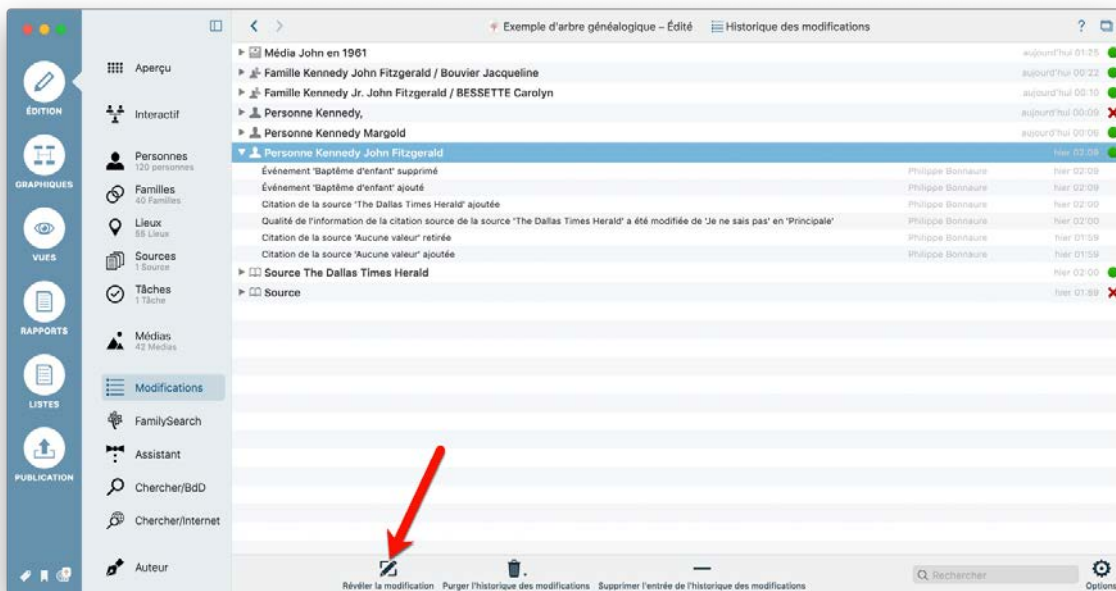 Exemple d'arbre généalogique – Édité
Historique des modifications
?
ÉDITION
GRAPHIQUES
VUES
RAPPORTS
LISTES
PUBLICATION
Aperçu
Interactif
Personnes
120 personnes
Familles
40 Familles
Lieux
55 Lieux
Sources
1 Source
Tâches
1 Tâche
Médias
42 Medias
Modifications
FamilySearch
Assistant
Chercher/BdD
Chercher/Internet
Auteur
Média John en 1961 aujourd'hui 01:25
Famille Kennedy John Fitzgerald / Bouvier Jacqueline aujourd'hui 00:22
Famille Kennedy Jr. John Fitzgerald / BESSETTE Carolyn aujourd'hui 00:10
Personne Kennedy, aujourd'hui 00:09
Personne Kennedy Margold aujourd'hui 00:06
Personne Kennedy John Fitzgerald hier 02:09
Événement 'Baptême d'enfant' supprimé Philippe Bonnaure hier 02:09
Événement 'Baptême d'enfant' ajouté Philippe Bonnaure hier 02:09
Citation de la source 'The Dallas Times Herald' ajoutée Philippe Bonnaure hier 02:00
Qualité de l'information de la citation source de la source 'The Dallas Times Herald' a été modifiée de 'Je ne sais pas' en 'Principale' Philippe Bonnaure hier 02:00
Citation de la source 'Aucune valeur' retirée Philippe Bonnaure hier 01:59
Citation de la source 'Aucune valeur' ajoutée Philippe Bonnaure hier 01:59
Source The Dallas Times Herald hier 02:00
Source hier 01:59
Révéler la modification
Purger l'historique des modifications
Supprimer l'entrée de l'historique des modifications
Rechercher
Options